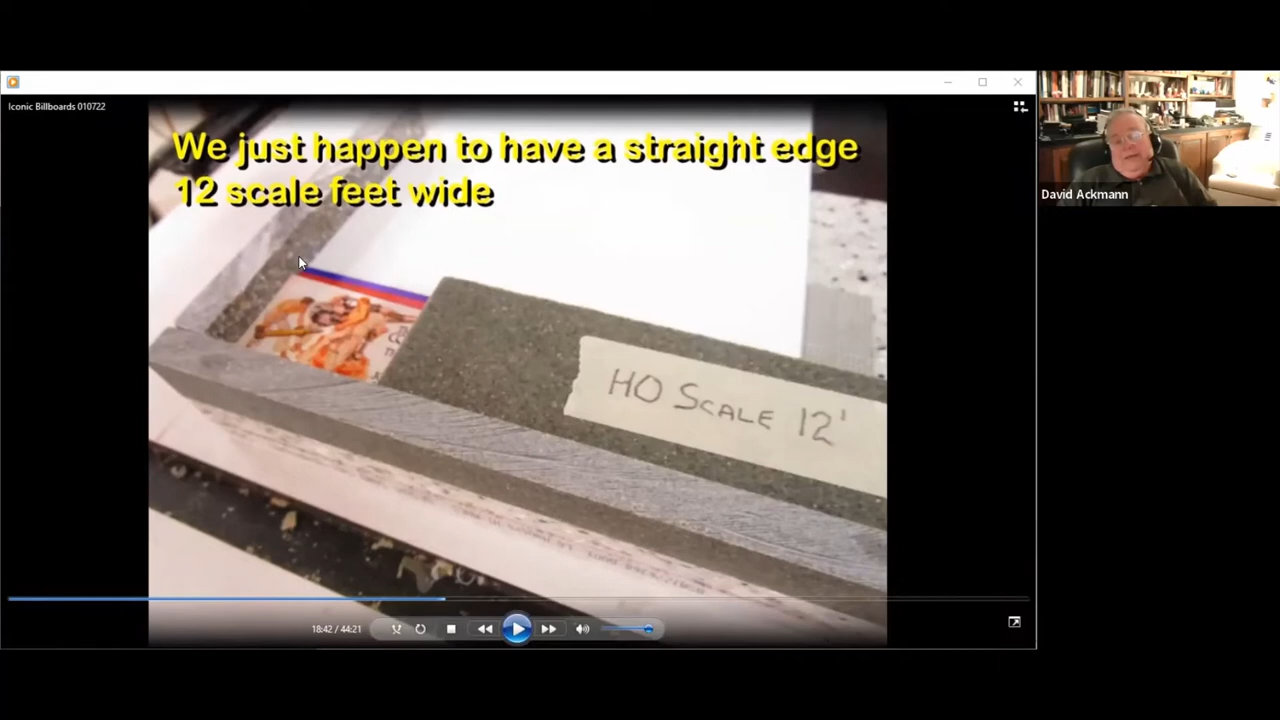 Iconic Billboards 010722
We just happen to have a straight edge
12 scale feet wide
HO SCALE 12'
18:42 / 44:21
David Ackmann